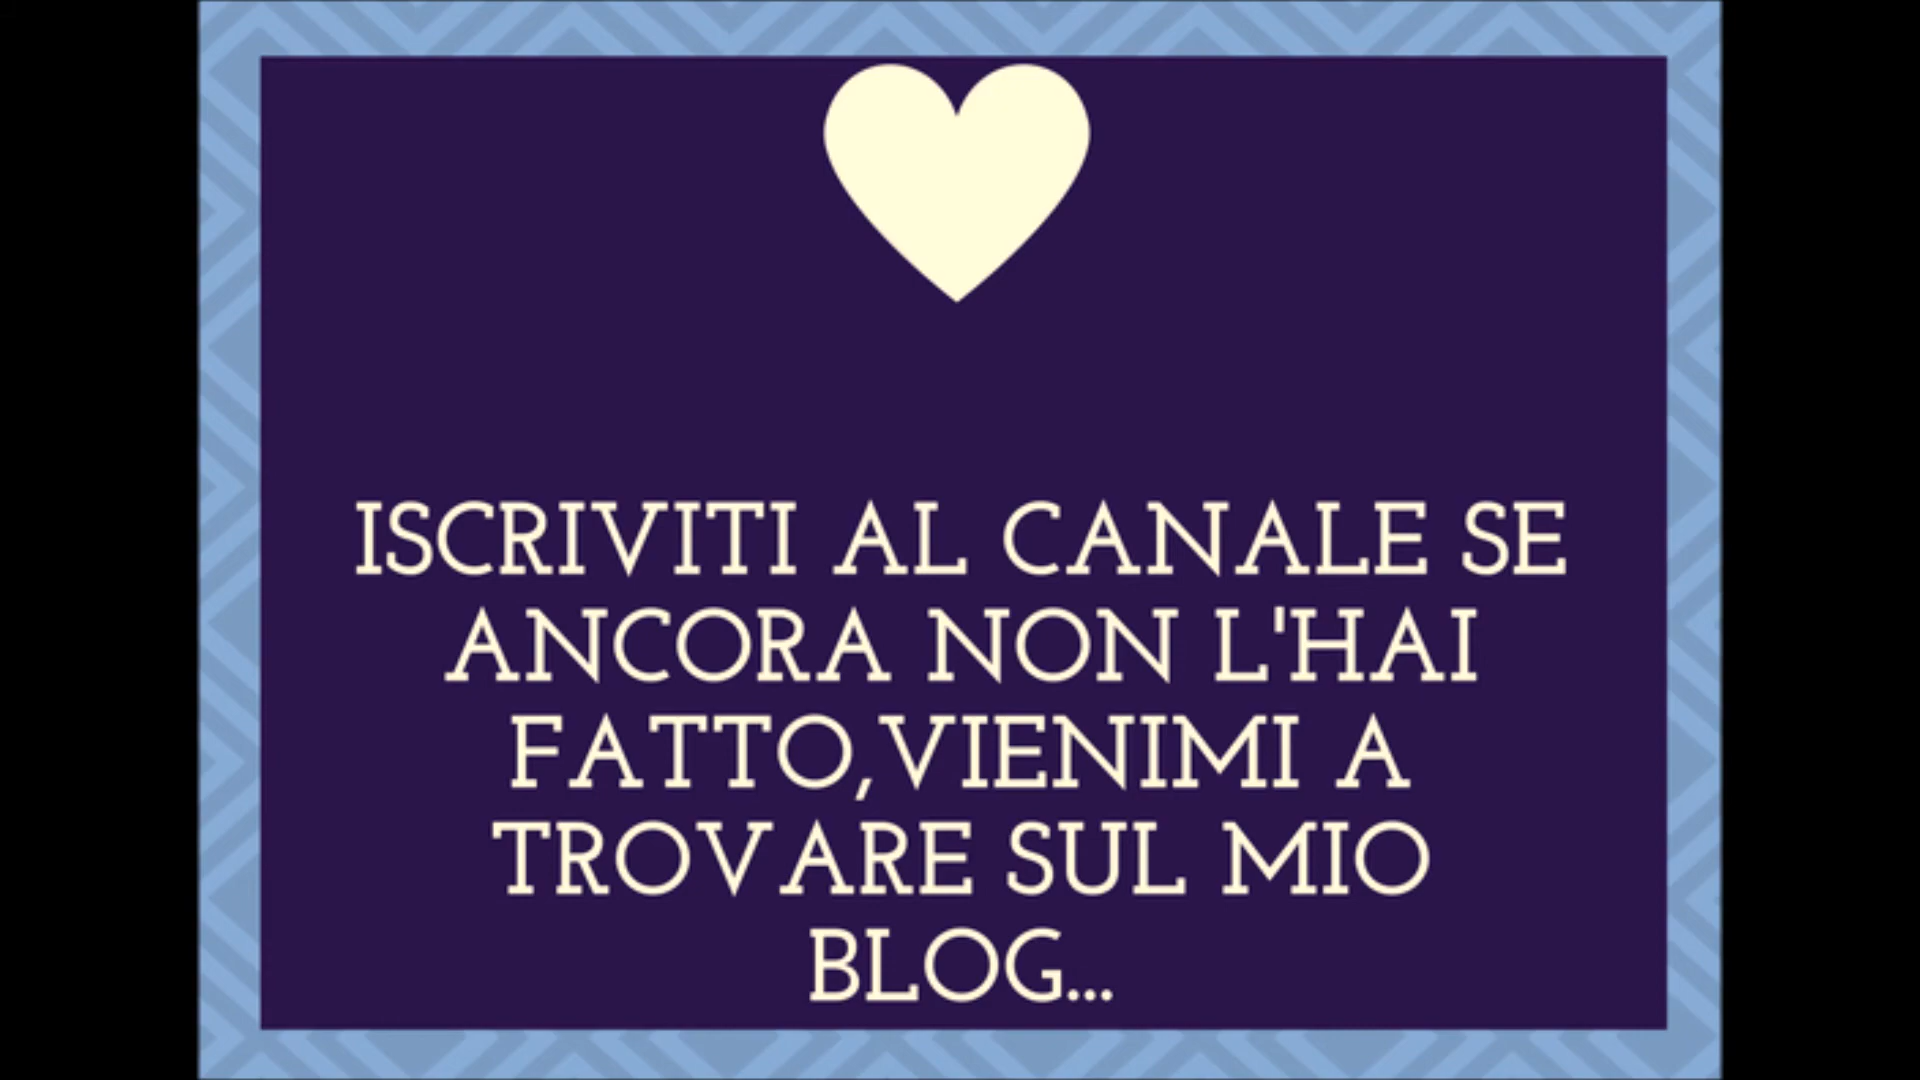 ISCRIVITI AL CANALE SE
ANCORA NON L'HAI
FATTO,VIENIMI A
TROVARE SUL MIO
BLOG...